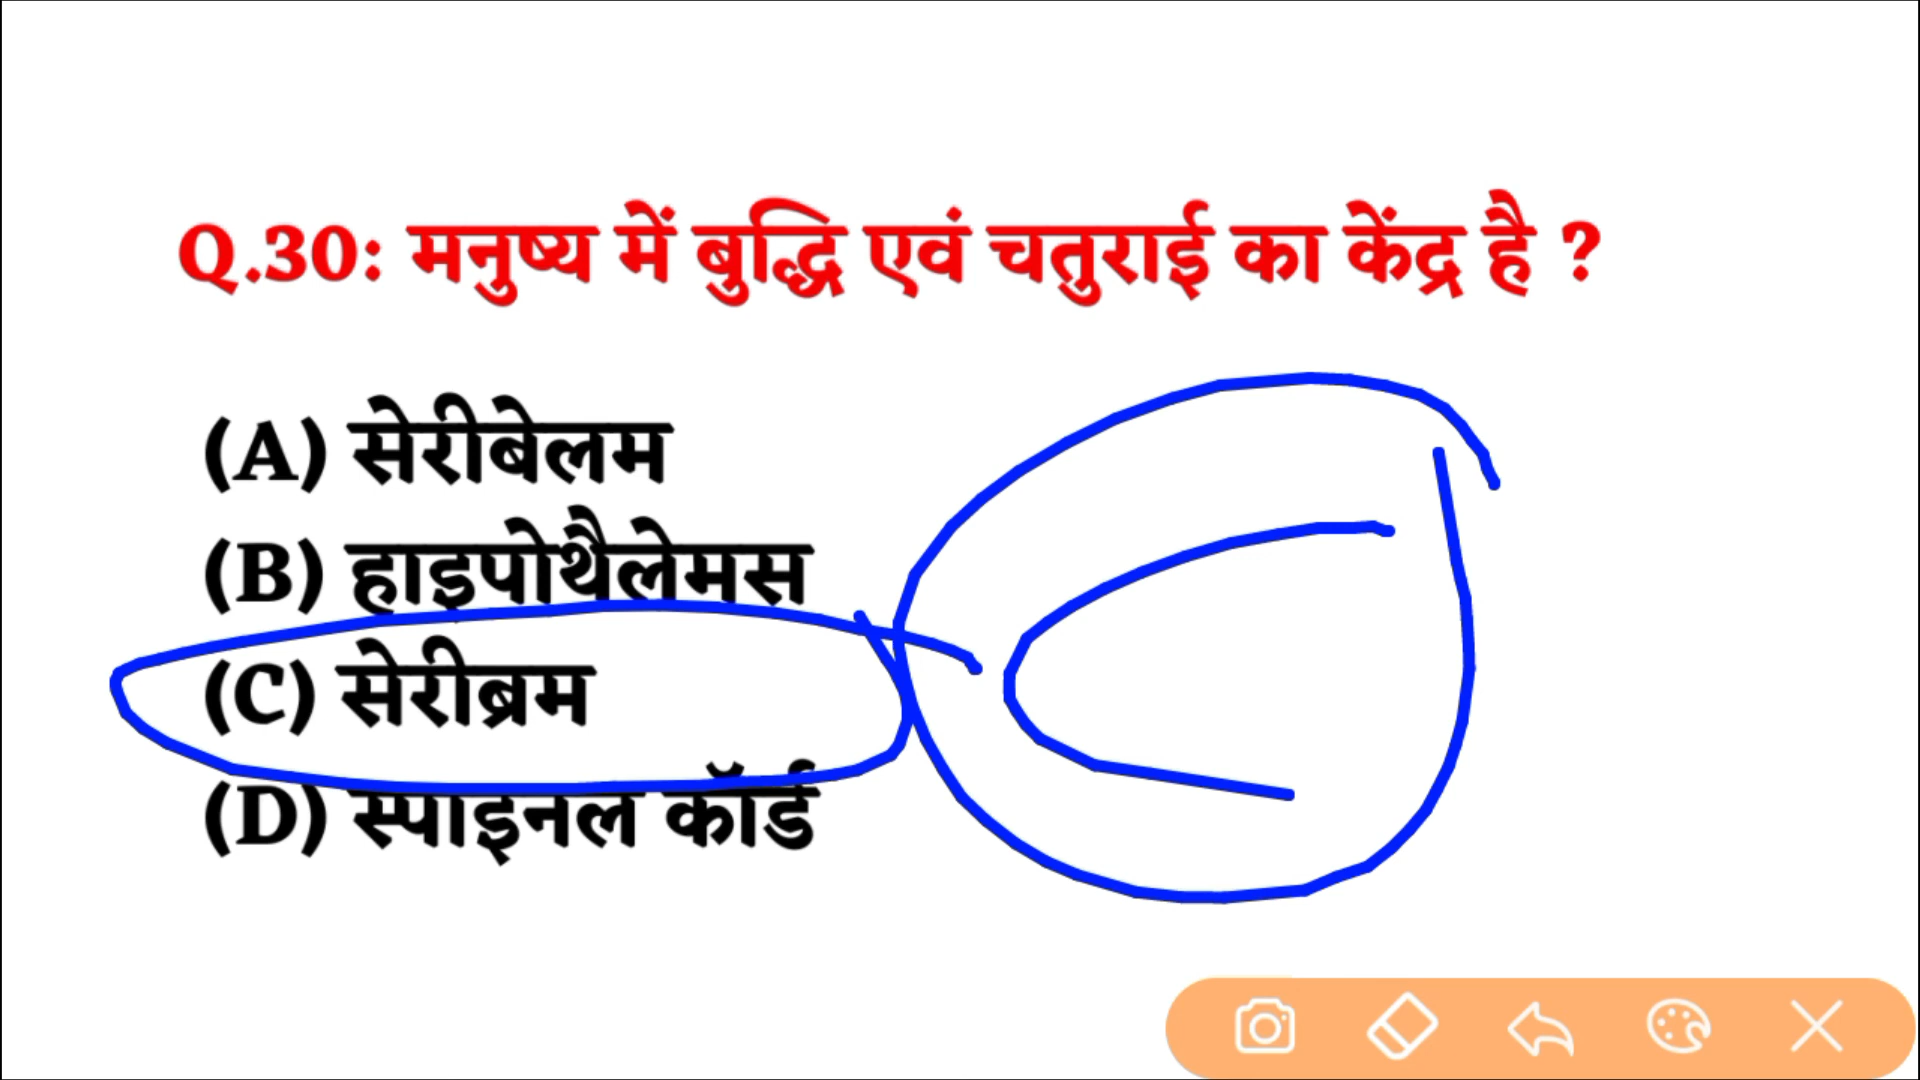 Q.30: मनुष्य में बुद्धि एवं चतुराई का केंद्र है ?
(A) सेरीबेलम
(B) हाइपोथैलेमस
(C) सेरीब्रम
(D) स्पाइनल कॉर्ड
C